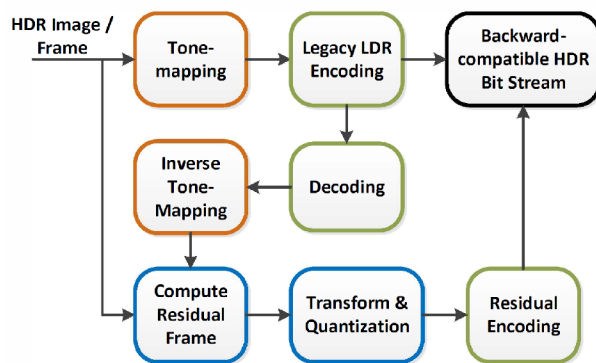 HDR Image /
Frame
Tone-
mapping
Legacy LDR
Encoding
Backward-
compatible HDR
Bit Stream
Inverse
Tone-
Mapping
Decoding
Compute
Residual
Frame
Transform &
Quantization
Residual
Encoding